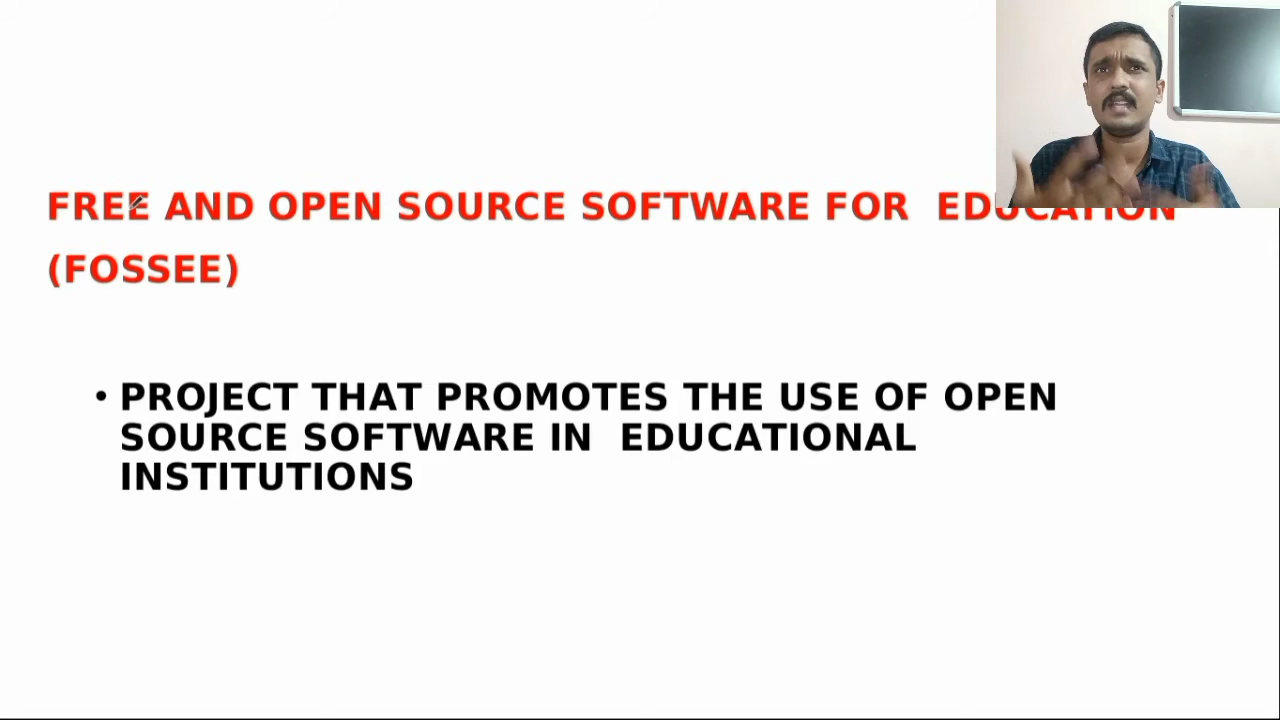 FREE AND OPEN SOURCE SOFTWARE FOR EDUCATION
(FOSSEE)
• PROJECT THAT PROMOTES THE USE OF OPEN
SOURCE SOFTWARE IN EDUCATIONAL
INSTITUTIONS